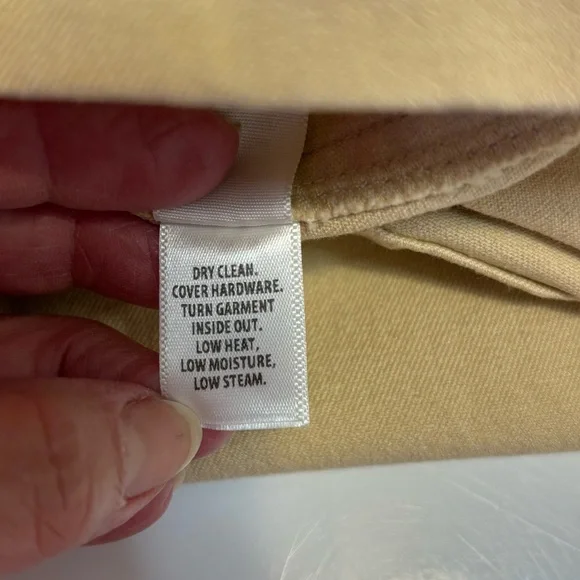 DRY CLEAN.
COVER HARDWARE.
TURN GARMENT
INSIDE OUT.
LOW HEAT,
LOW MOISTURE,
LOW STEAM.